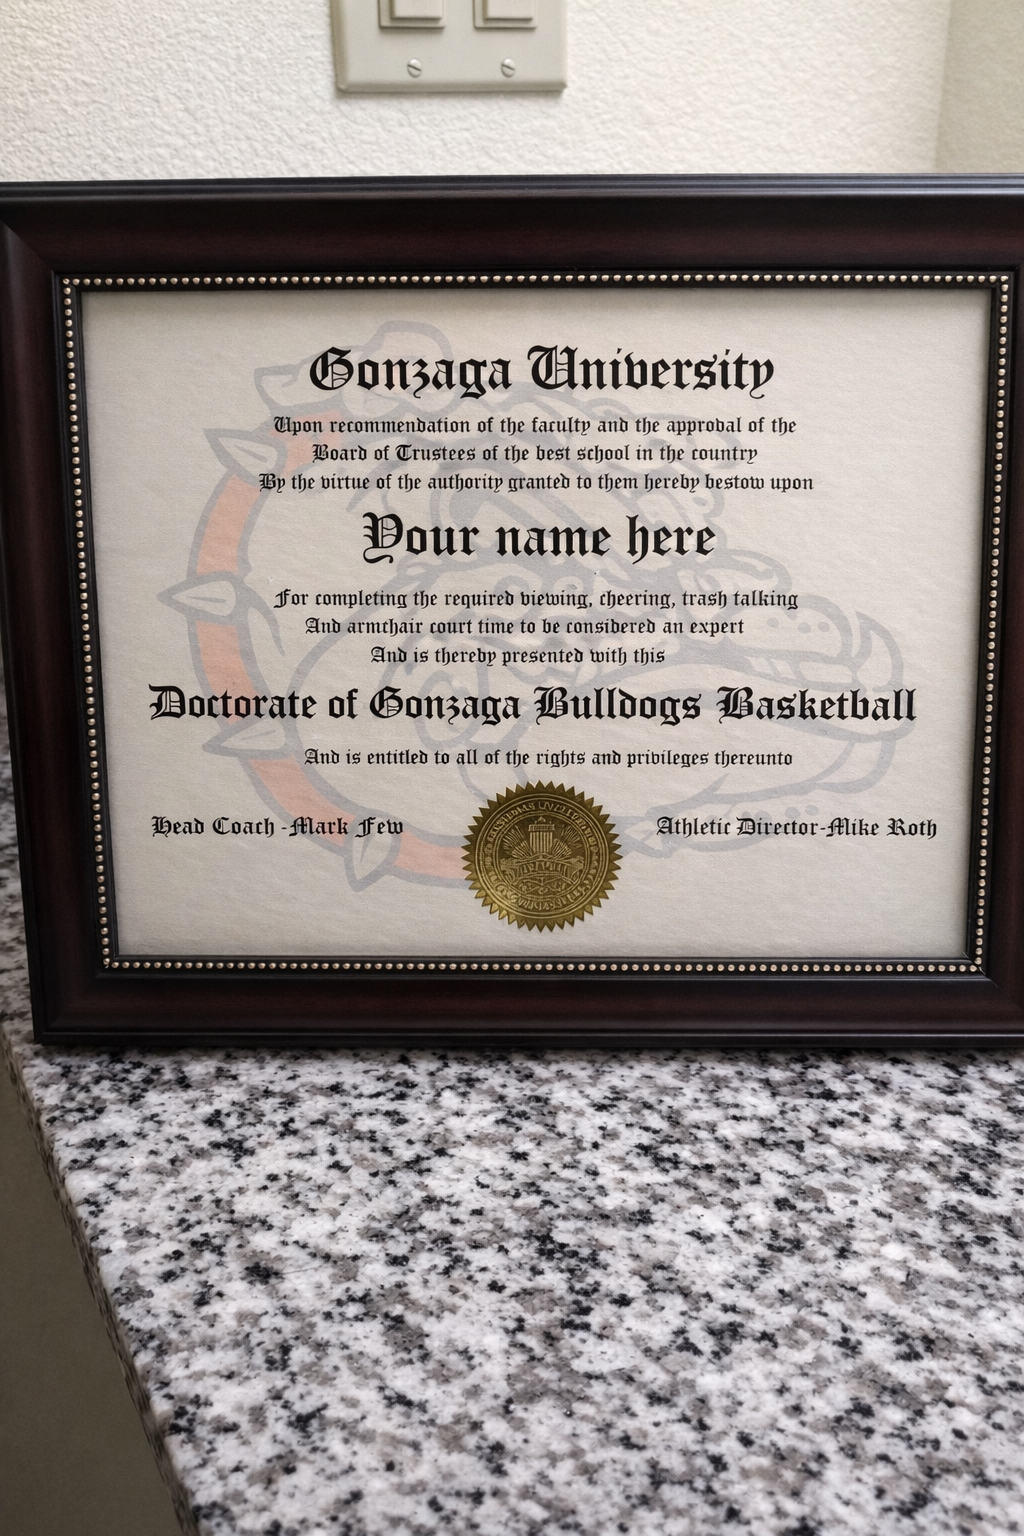 Gonzaga University
Upon recommendation of the faculty and the approval of the
Board of Trustees of the best school in the country
By the virtue of the authority granted to them hereby bestow upon
Your name here
For completing the required viewing, cheering, trash talking
And armchair court time to be considered an expert
And is thereby presented with this
Doctorate of Gonzaga Bulldogs Basketball
And is entitled to all of the rights and privileges thereunto
Head Coach -Mark Few
Athletic Director-Mike Roth